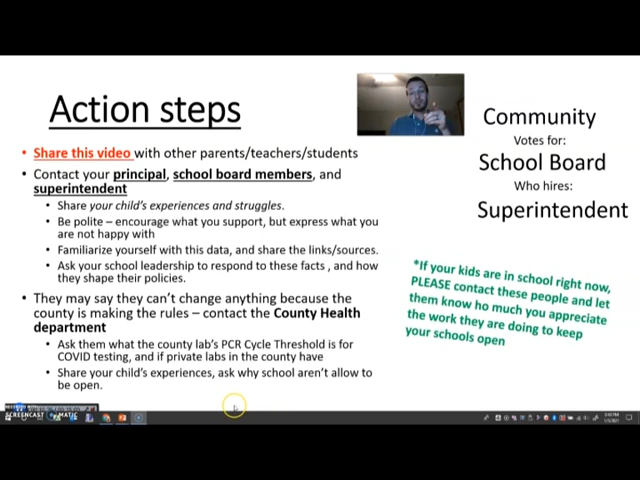 Action steps
• Share this video with other parents/teachers/students
• Contact your principal, school board members, and
superintendent
• Share your child's experiences and struggles.
• Be polite – encourage what you support, but express what you
are not happy with
• Familiarize yourself with this data, and share the links/sources.
• Ask your school leadership to respond to these facts , and how
they shape their policies.
• They may say they can't change anything because the
county is making the rules – contact the County Health
department
• Ask them what the county lab's PCR Cycle Threshold is for
COVID testing, and if private labs in the county have
• Share your child's experiences, ask why school aren't allow to
be open.
Community
Votes for:
School Board
Who hires:
Superintendent
*If your kids are in school right now,
PLEASE contact these people and let
them know ho much you appreciate
the work they are doing to keep
your schools open
SCREENCAST MATIC